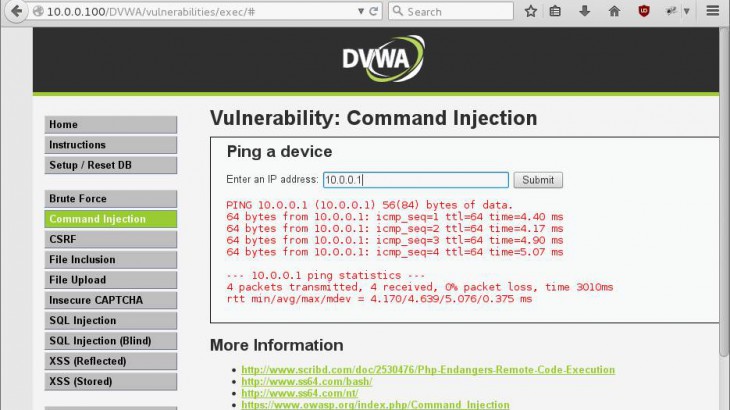 10.0.0.100/DVWA/vulnerabilities/exec/#
Search
DVWA
Home
Instructions
Setup / Reset DB
Brute Force
Command Injection
CSRF
File Inclusion
File Upload
Insecure CAPTCHA
SQL Injection
SQL Injection (Blind)
XSS (Reflected)
XSS (Stored)
Vulnerability: Command Injection
Ping a device
Enter an IP address: 10.0.0.1 Submit
PING 10.0.0.1 (10.0.0.1) 56(84) bytes of data.
64 bytes from 10.0.0.1: icmp_seq=1 ttl=64 time=4.40 ms
64 bytes from 10.0.0.1: icmp_seq=2 ttl=64 time=4.17 ms
64 bytes from 10.0.0.1: icmp_seq=3 ttl=64 time=4.90 ms
64 bytes from 10.0.0.1: icmp_seq=4 ttl=64 time=5.07 ms
--- 10.0.0.1 ping statistics ---
4 packets transmitted, 4 received, 0% packet loss, time 3010ms
rtt min/avg/max/mdev = 4.170/4.639/5.076/0.375 ms
More Information
http://www.scribd.com/doc/2530476/Php-Endangers-Remote-Code-Execution
http://www.ss64.com/bash/
http://www.ss64.com/nt/
https://www.owasp.org/index.php/Command_Injection